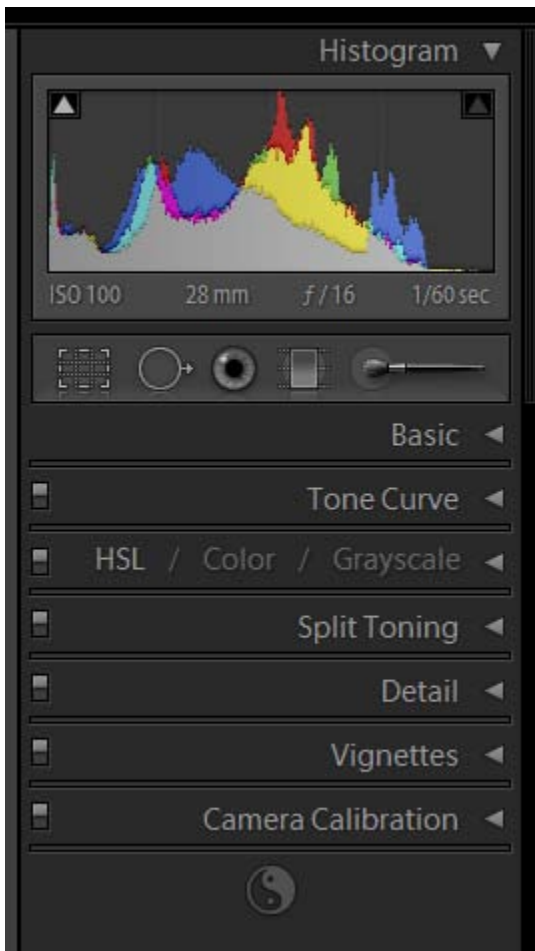 Histogram
ISO 100 28 mm ƒ / 16 1/60 sec
Basic
Tone Curve
HSL / Color / Grayscale
Split Toning
Detail
Vignettes
Camera Calibration